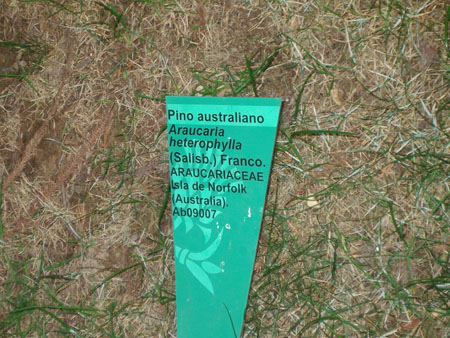 Pino australiano
Araucaria
heterophylla
(Salisb.) Franco.
ARAUCARIACEAE
Isla de Norfolk
(Australia).
Ab09007